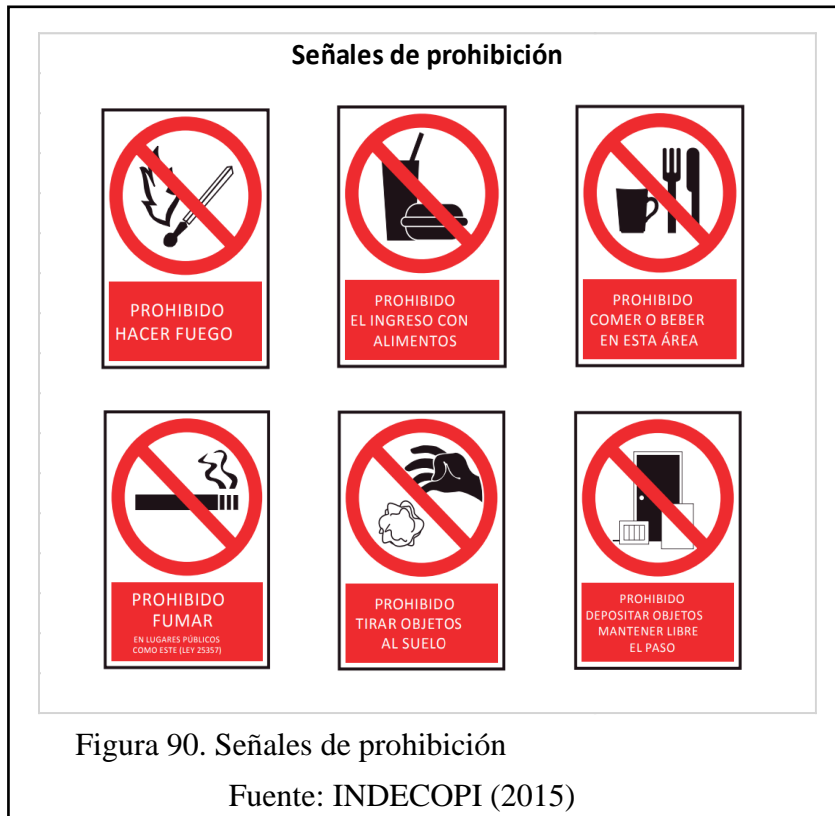 Señales de prohibición
PROHIBIDO
HACER FUEGO
PROHIBIDO
EL INGRESO CON
ALIMENTOS
PROHIBIDO
COMER O BEBER
EN ESTA ÁREA
PROHIBIDO
FUMAR
EN LUGARES PÚBLICOS
COMO ESTE (LEY 25357)
PROHIBIDO
TIRAR OBJETOS
AL SUELO
PROHIBIDO
DEPOSITAR OBJETOS
MANTENER LIBRE
EL PASO
Figura 90. Señales de prohibición
Fuente: INDECOPI (2015)